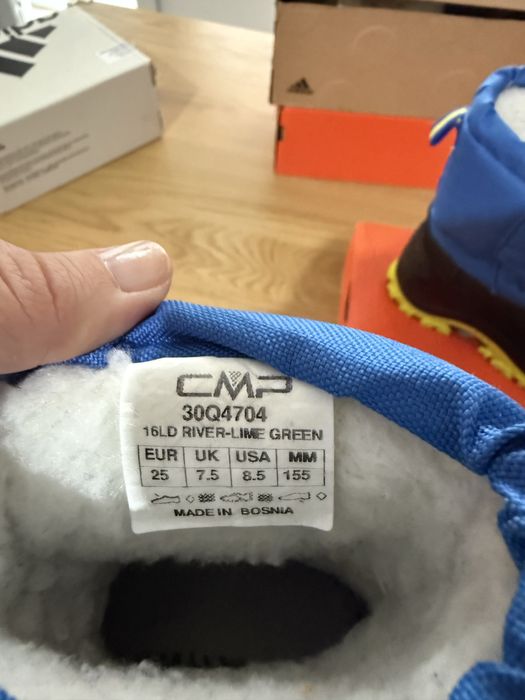 CMP
30Q4704
16LD RIVER-LIME GREEN
EUR UK USA MM
25 7.5 8.5 155
MADE IN BOSNIA